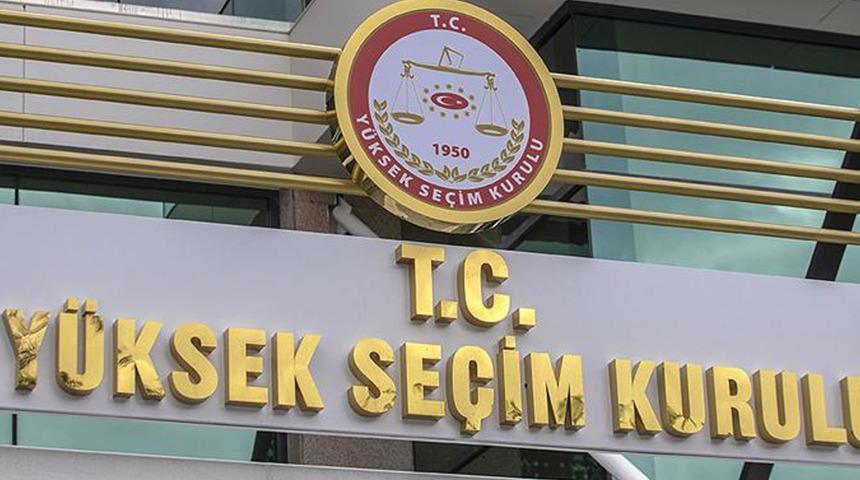 T.C.
1950
YÜKSEK SEÇİM KURULU
T.C.
YÜKSEK SEÇİM KURULU